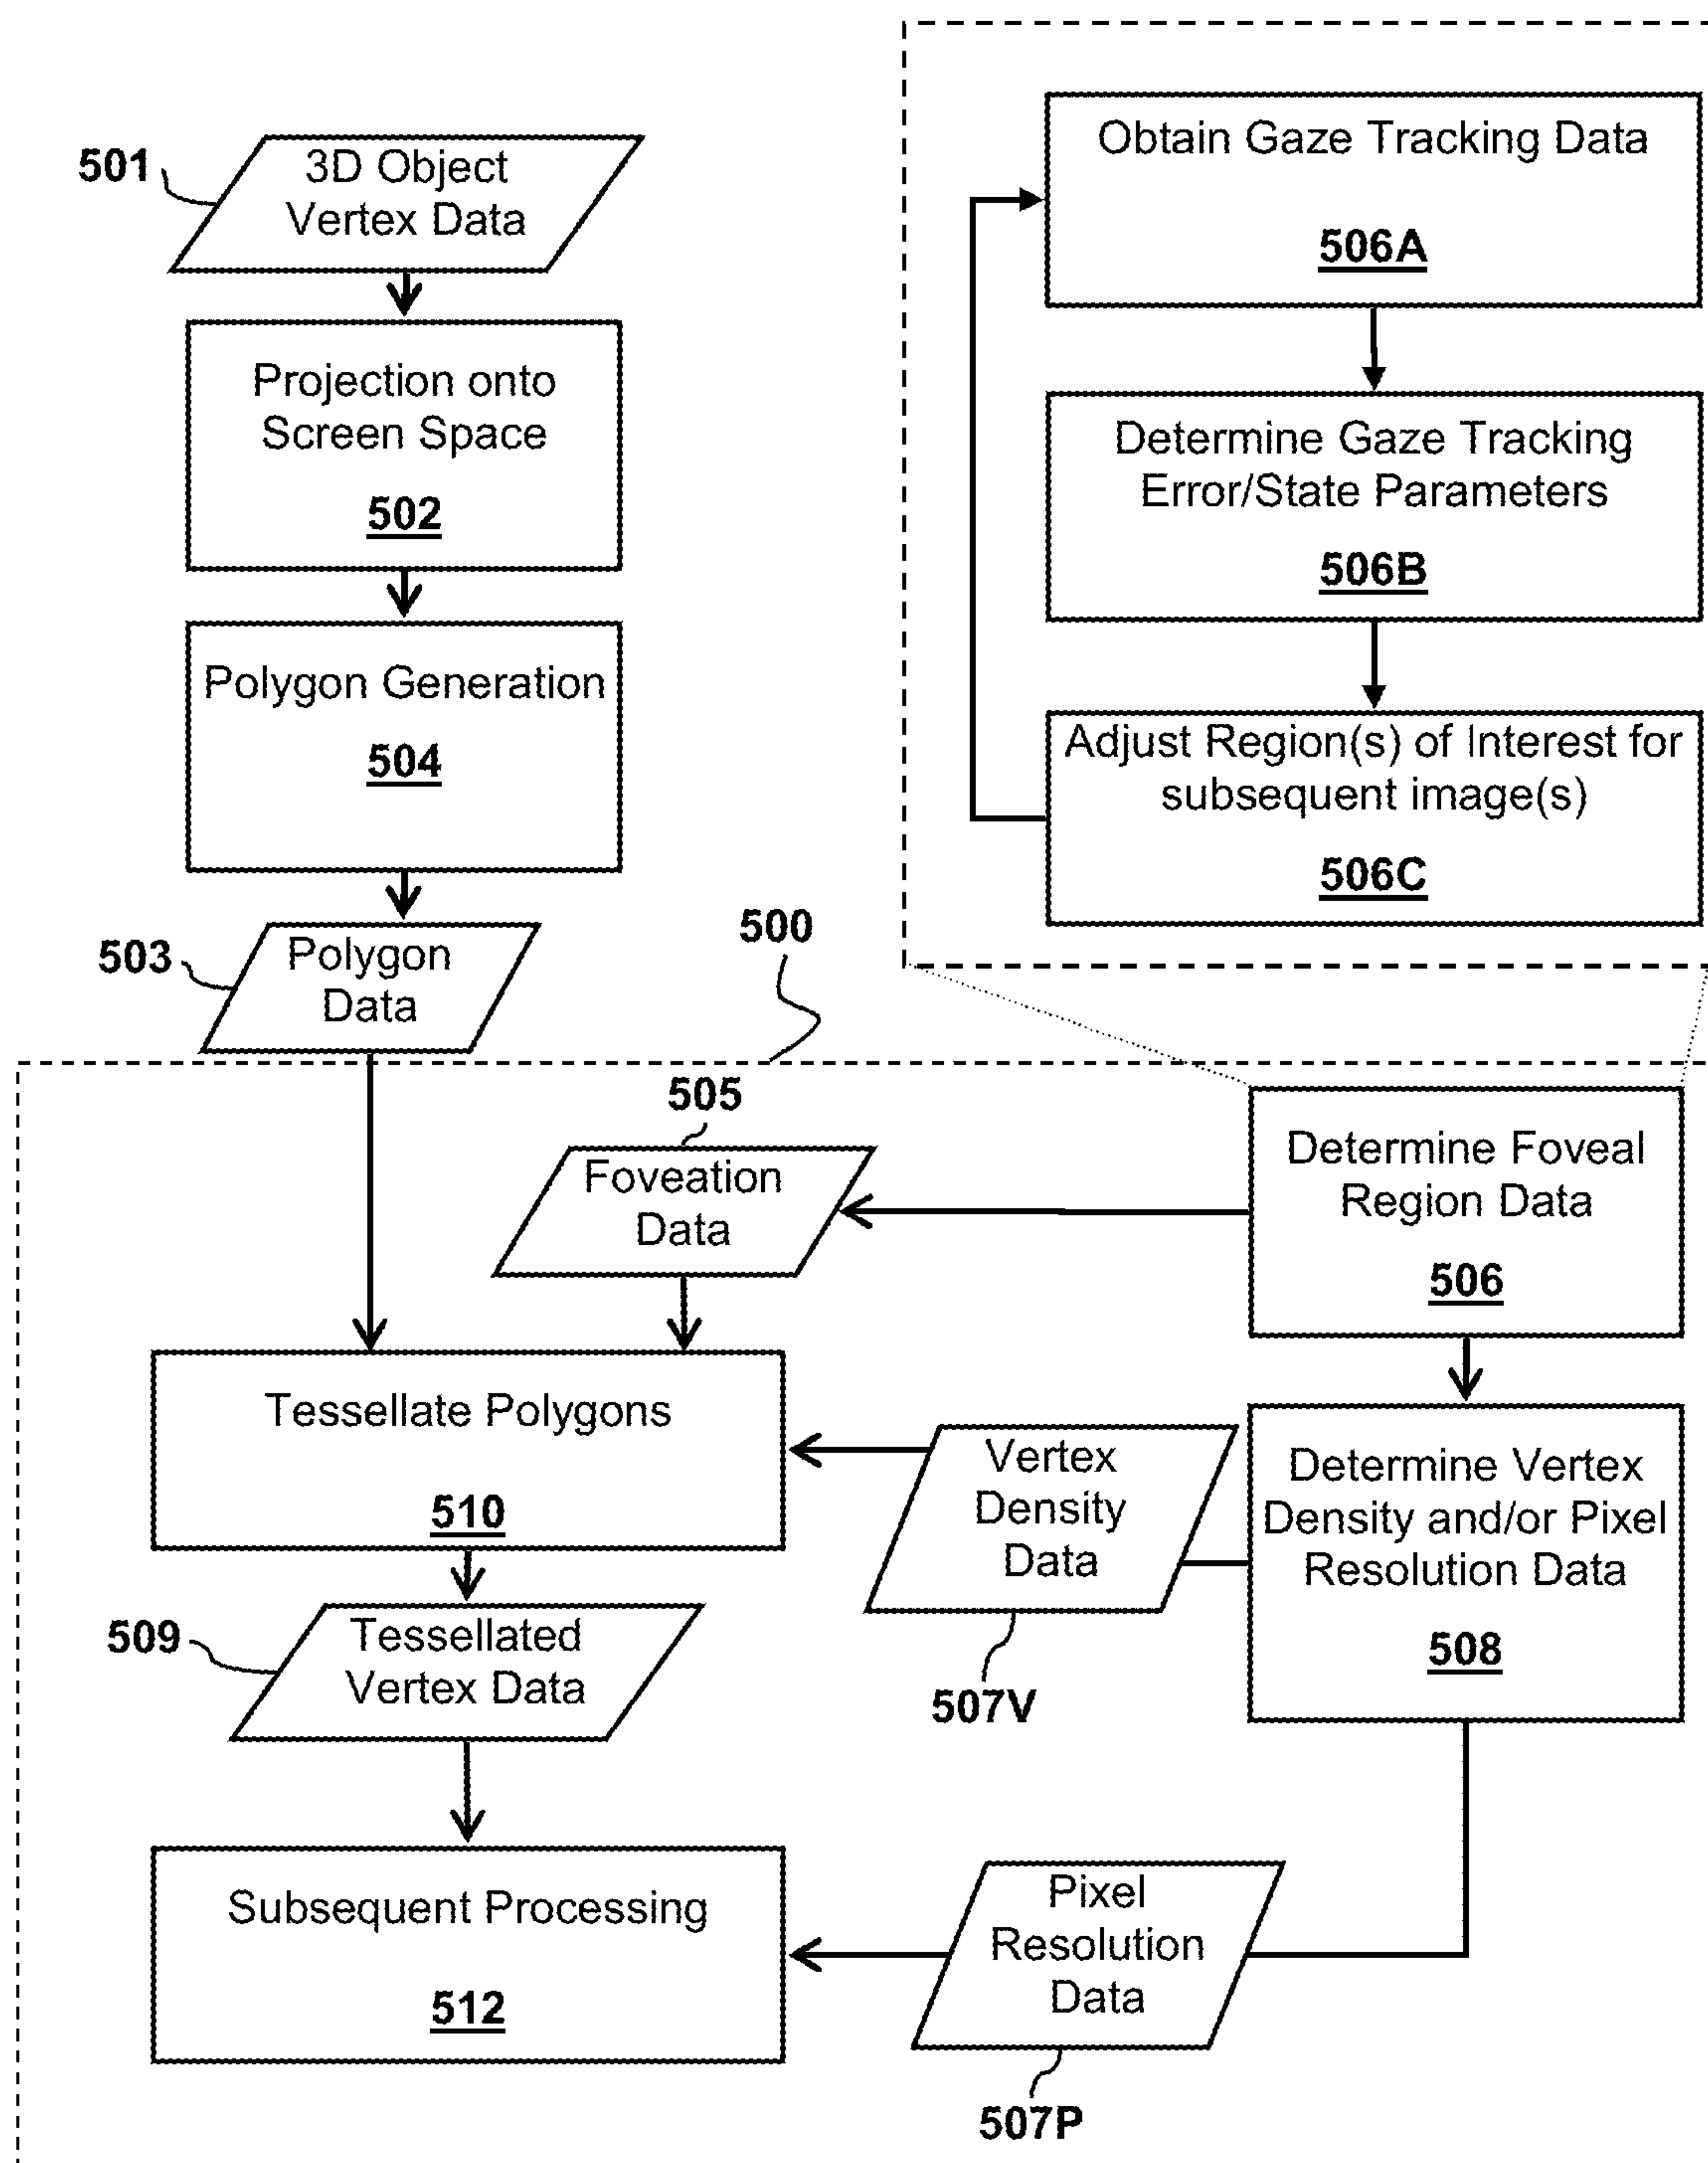 501
3D Object
Vertex Data
Projection onto
Screen Space
502
Polygon Generation
504
503
Polygon
Data
Obtain Gaze Tracking Data
506A
Determine Gaze Tracking
Error/State Parameters
506B
Adjust Region(s) of Interest for
subsequent image(s)
506C
500
505
Foveation
Data
Determine Foveal
Region Data
506
Tessellate Polygons
510
Vertex
Density
Data
507V
Determine Vertex
Density and/or Pixel
Resolution Data
508
509
Tessellated
Vertex Data
Subsequent Processing
512
Pixel
Resolution
Data
507P